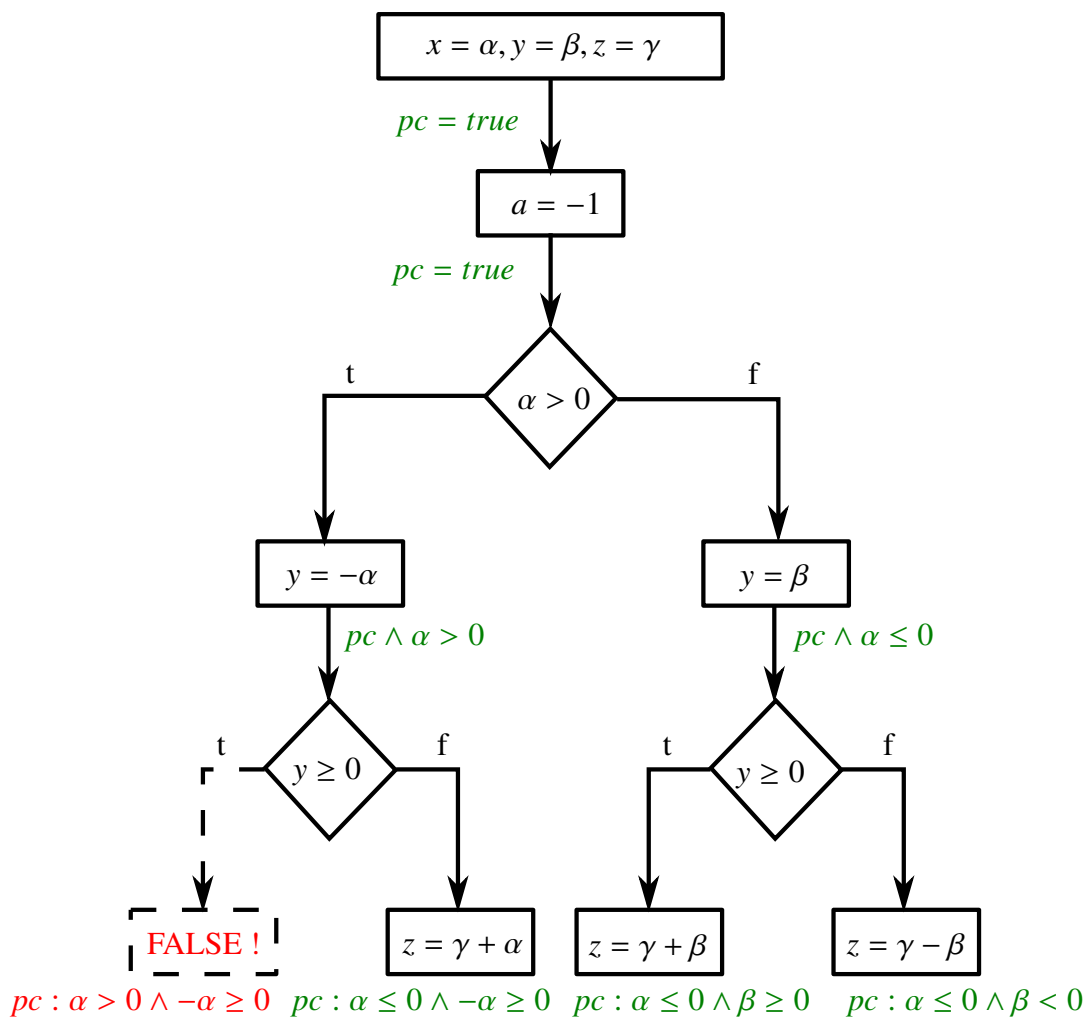 x = α, y = β, z = γ
pc = true
a = −1
pc = true
t
f
α > 0
y = −α
y = β
pc ∧ α > 0
pc ∧ α ≤ 0
t
f
t
f
y ≥ 0
y ≥ 0
FALSE !
z = γ + α
z = γ + β
z = γ − β
pc : α > 0 ∧ −α ≥ 0
pc : α ≤ 0 ∧ −α ≥ 0
pc : α ≤ 0 ∧ β ≥ 0
pc : α ≤ 0 ∧ β < 0